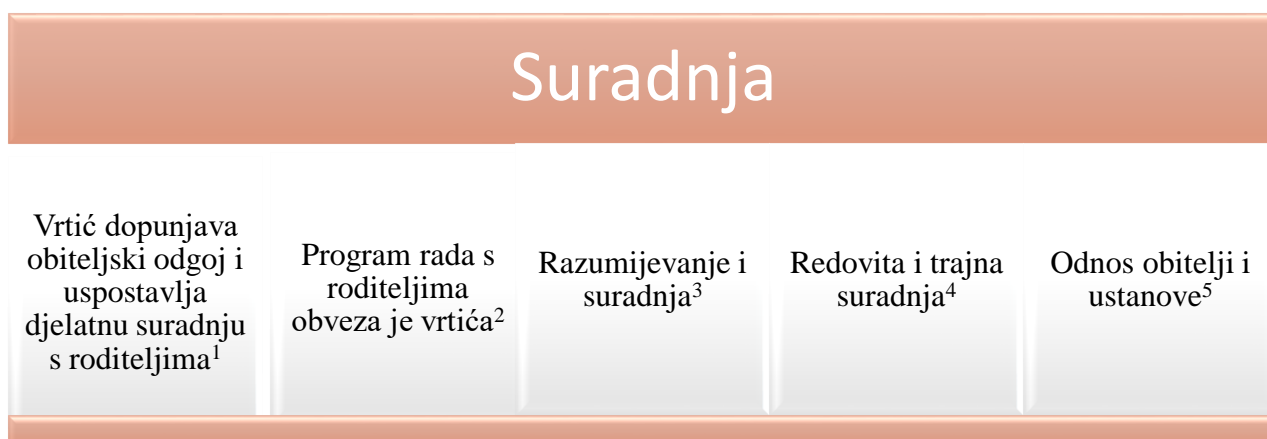 Suradnja
Vrtić dopunjava
obiteljski odgoj i
uspostavlja
djelatnu suradnju
s roditeljima¹
Program rada s
roditeljima
obveza je vrtića²
Razumijevanje i
suradnja³
Redovita i trajna
suradnja⁴
Odnos obitelji i
ustanove⁵